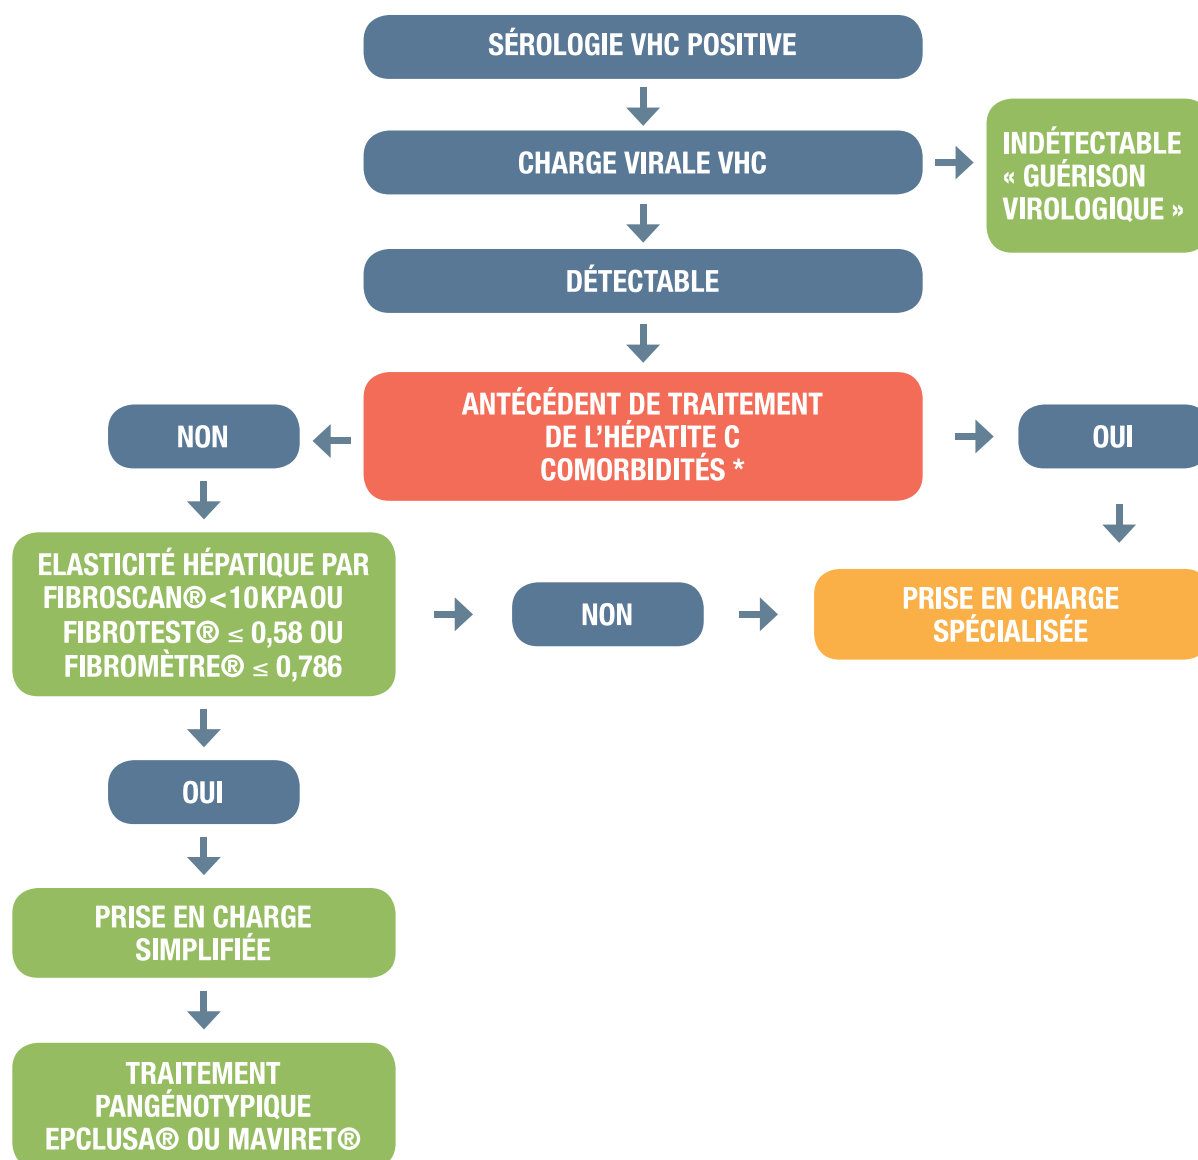 SÉROLOGIE VHC POSITIVE
CHARGE VIRALE VHC
INDÉTECTABLE
« GUÉRISON
VIROLOGIQUE »
DÉTECTABLE
ANTÉCÉDENT DE TRAITEMENT
DE L'HÉPATITE C
COMORBIDITÉS *
NON
OUI
ELASTICITÉ HÉPATIQUE PAR
FIBROSCAN® <10 KPA OU
FIBROTEST® ≤ 0,58 OU
FIBROMÈTRE® ≤ 0,786
NON
PRISE EN CHARGE
SPÉCIALISÉE
OUI
PRISE EN CHARGE
SIMPLIFIÉE
TRAITEMENT
PANGÉNOTYPIQUE
EPCLUSA® OU MAVIRET®